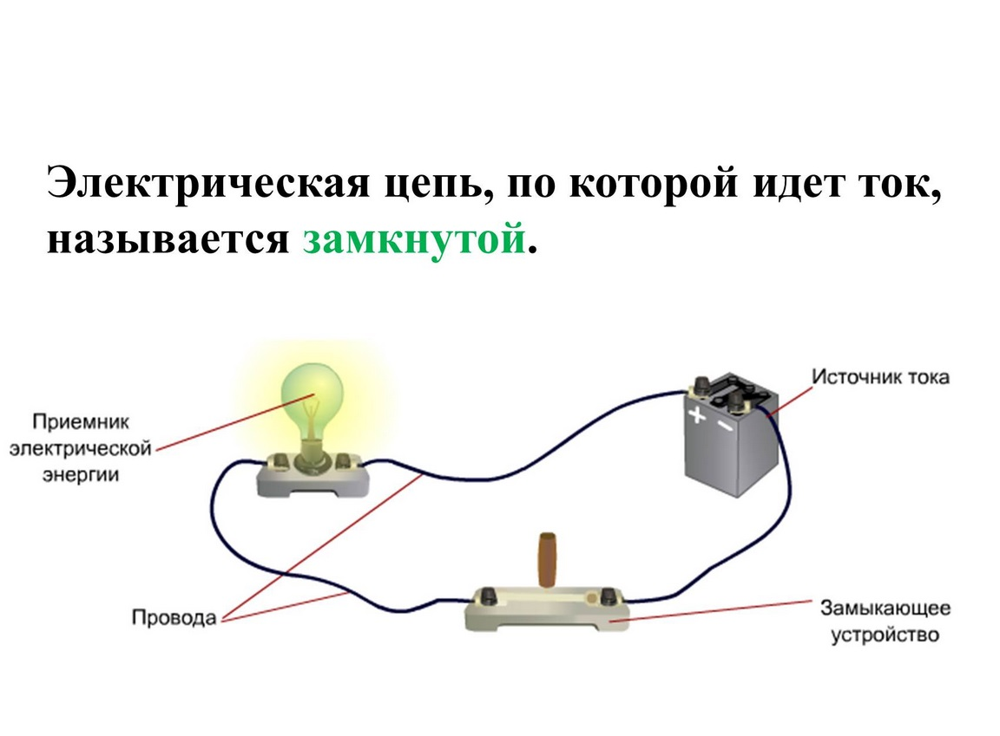 Электрическая цепь, по которой идет ток,
называется замкнутой.
Источник тока
Приемник
электрической
энергии
+ −
Провода
Замыкающее
устройство